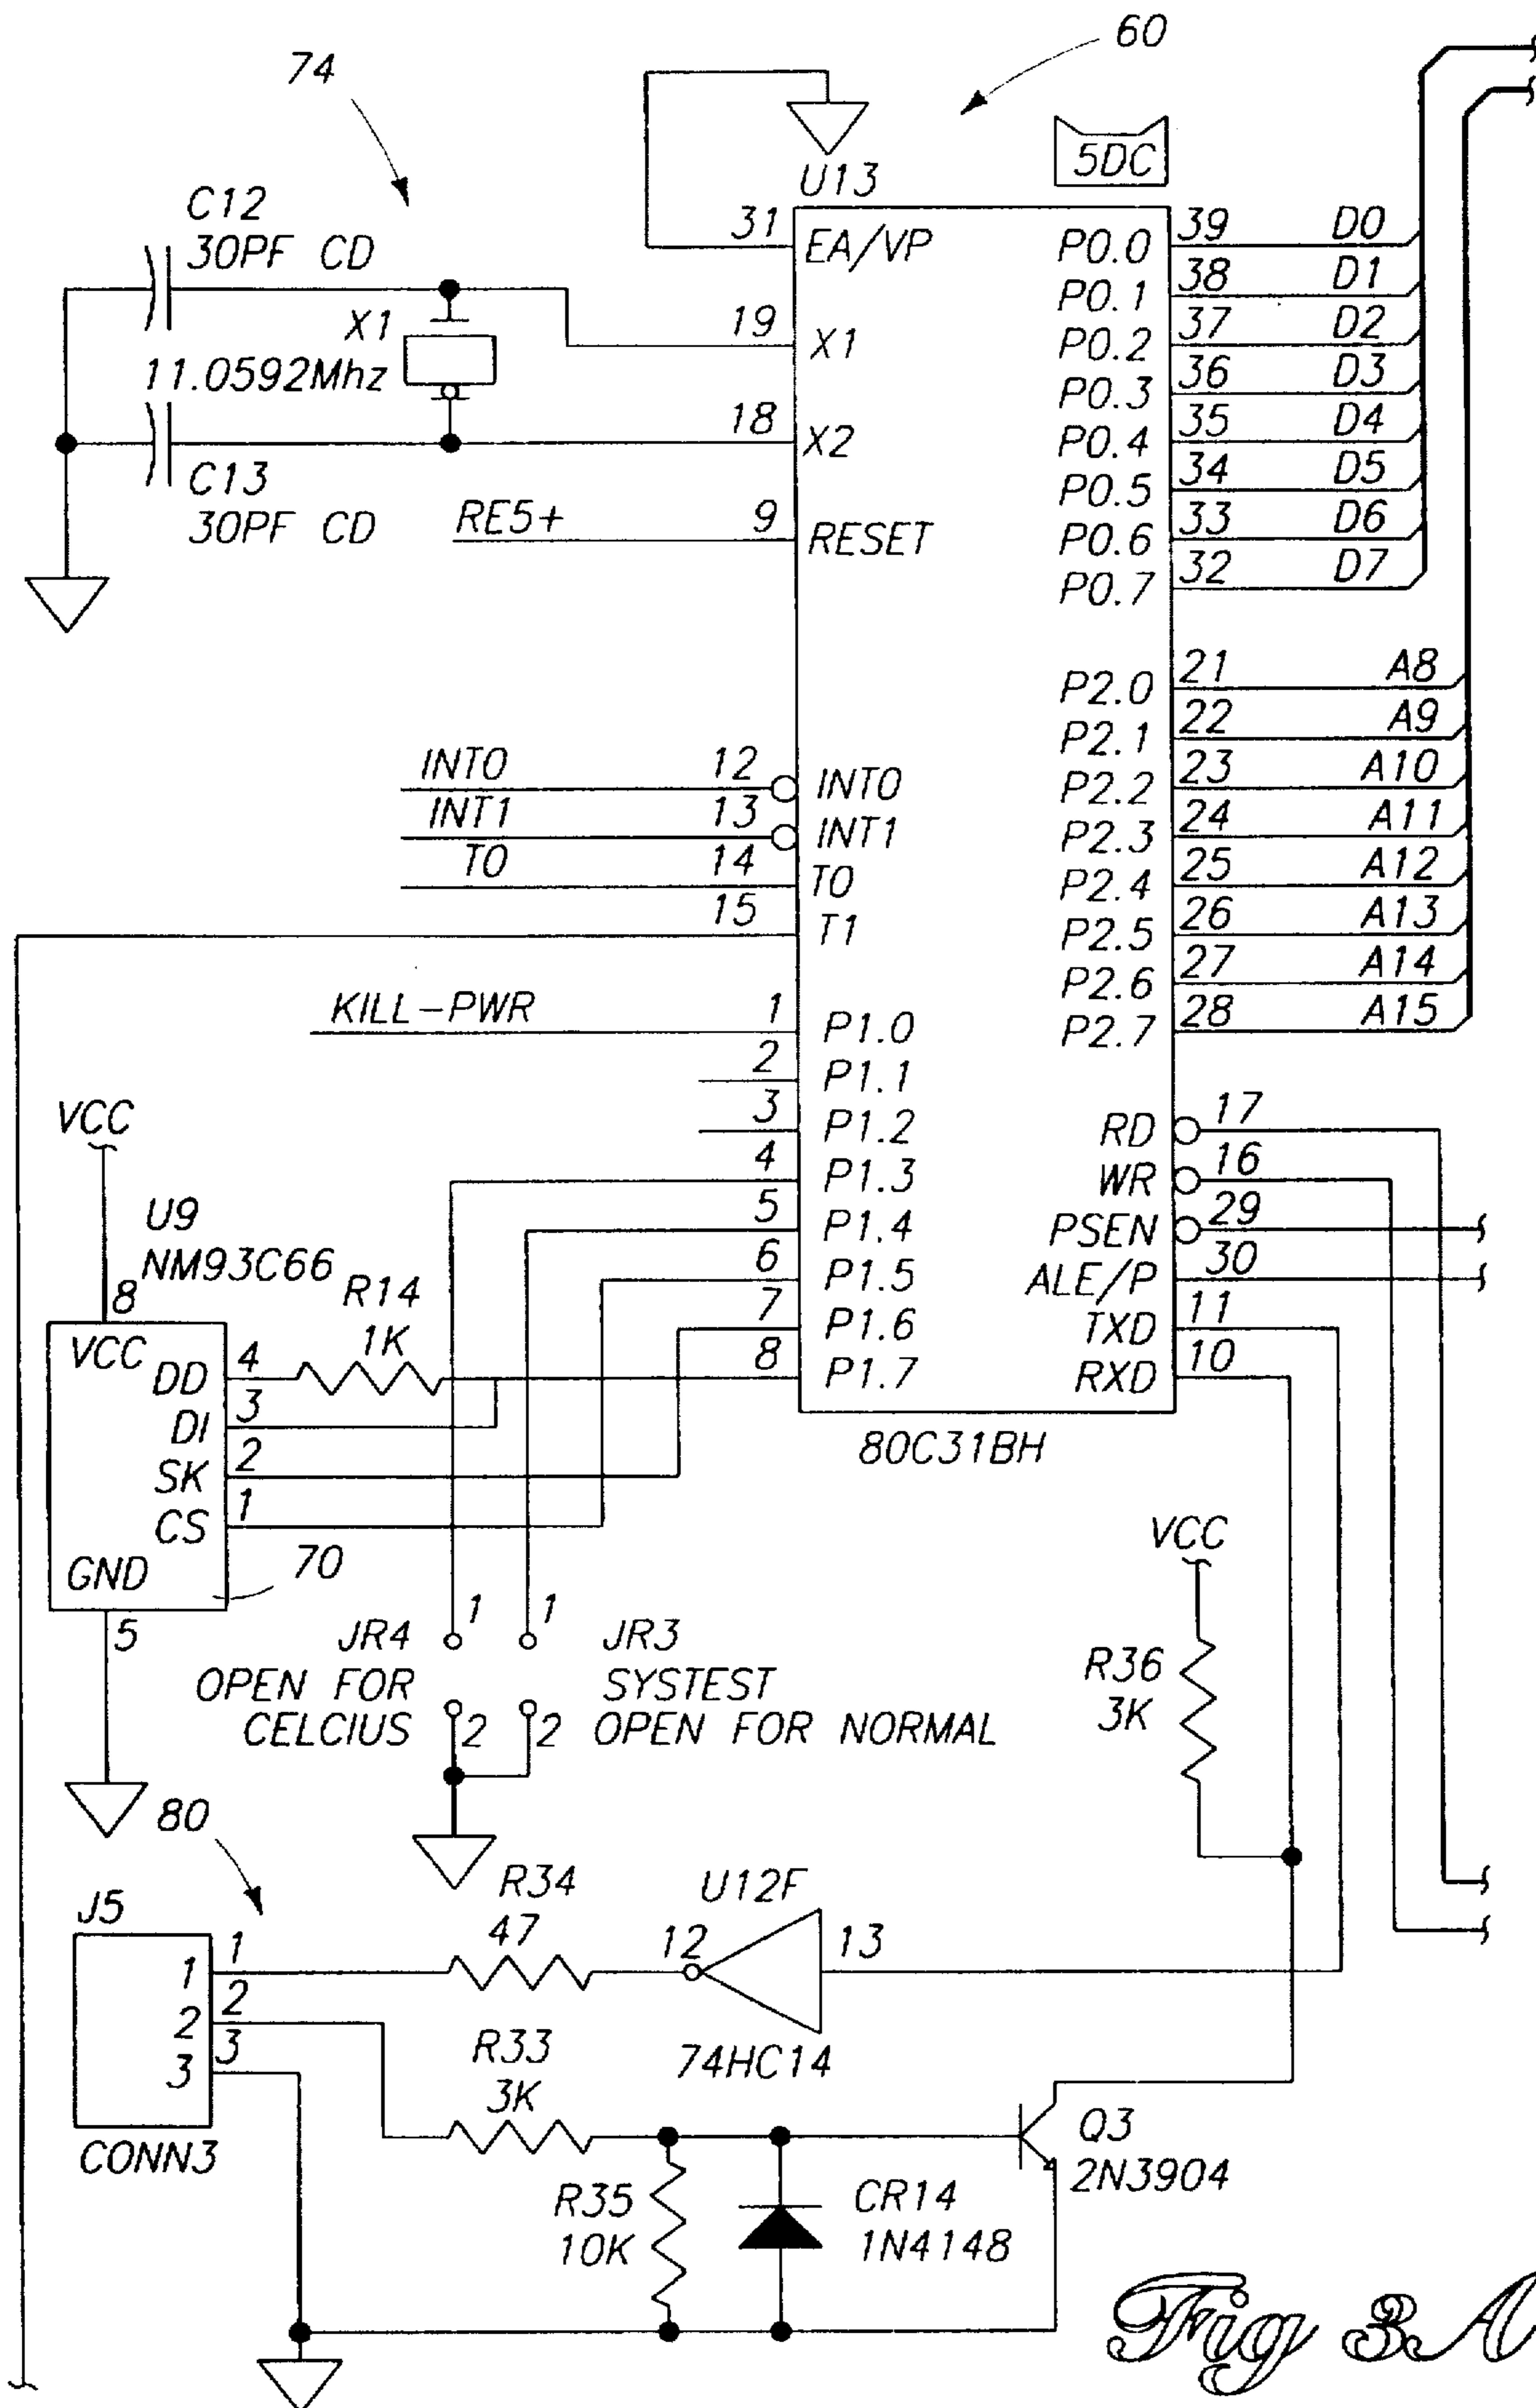 74
60
5DC
U13
C12
30PF CD
X1
11.0592Mhz
C13
30PF CD
RE5+
31 EA/VP
19 X1
18 X2
9 RESET
INT0 12 INT0
INT1 13 INT1
T0 14 T0
15 T1
KILL-PWR 1 P1.0
2 P1.1
3 P1.2
4 P1.3
5 P1.4
6 P1.5
7 P1.6
8 P1.7
P0.0 39 D0
P0.1 38 D1
P0.2 37 D2
P0.3 36 D3
P0.4 35 D4
P0.5 34 D5
P0.6 33 D6
P0.7 32 D7
P2.0 21 A8
P2.1 22 A9
P2.2 23 A10
P2.3 24 A11
P2.4 25 A12
P2.5 26 A13
P2.6 27 A14
P2.7 28 A15
RD 17
WR 16
PSEN 29
ALE/P 30
TXD 11
RXD 10
80C31BH
VCC
U9
NM93C66
8
VCC
DD 4
DI 3
SK 2
CS 1
GND
5
70
R14
1K
1 1
JR4
OPEN FOR
CELCIUS
2 2
JR3
SYSTEST
OPEN FOR NORMAL
VCC
R36
3K
80
J5
1 1
2 2
3 3
CONN3
R34
47
U12F
12 13
74HC14
R33
3K
R35
10K
CR14
1N4148
Q3
2N3904
Fig 3A